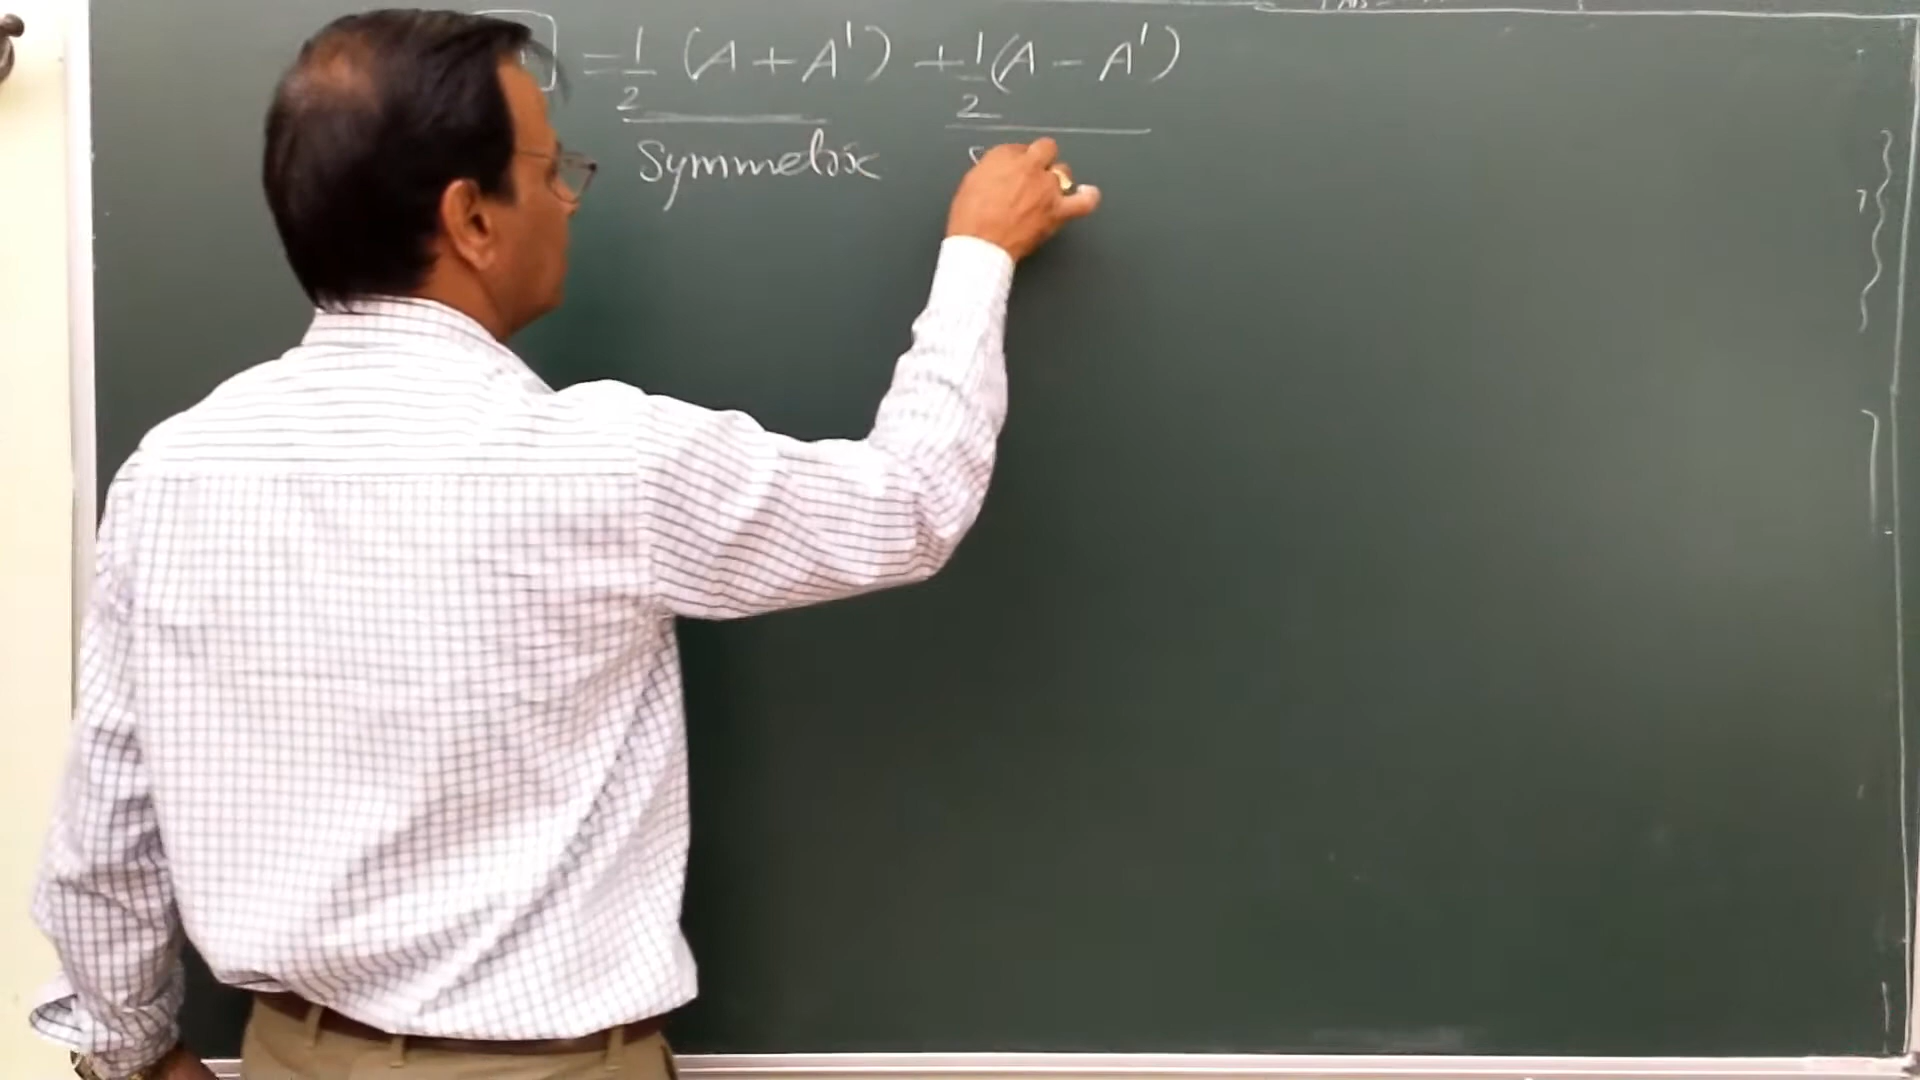 = 1/2 (A + A') + 1/2 (A - A')
Symmetric